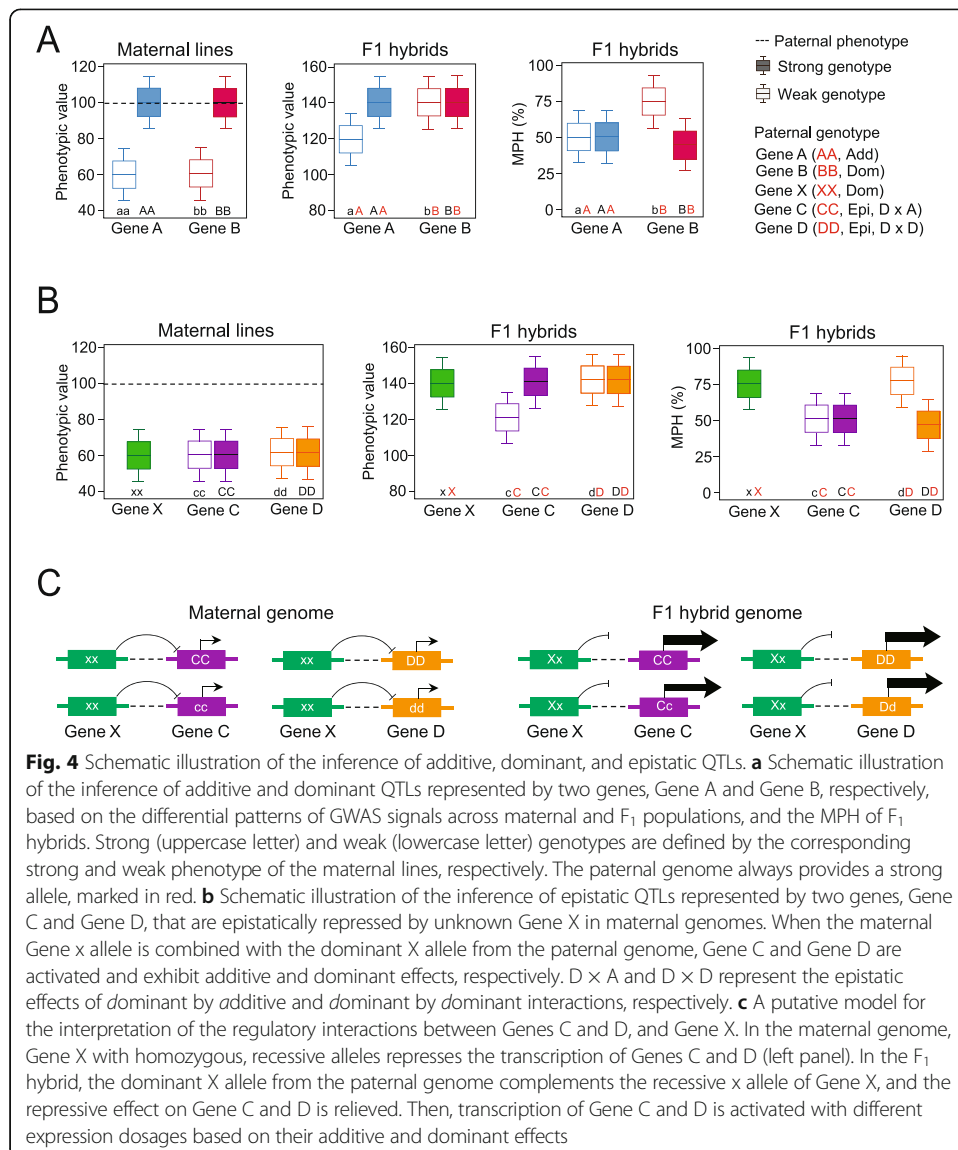 A
Maternal lines
F1 hybrids
F1 hybrids
Phenotypic value
120
100
80
60
40
aa AA bb BB
Gene A Gene B
Phenotypic value
160
140
120
100
80
aA AA bB BB
Gene A Gene B
MPH (%)
100
75
50
25
0
aA AA bB BB
Gene A Gene B
Paternal phenotype
Strong genotype
Weak genotype
Paternal genotype
Gene A (AA, Add)
Gene B (BB, Dom)
Gene X (XX, Dom)
Gene C (CC, Epi, D x A)
Gene D (DD, Epi, D x D)
B
Maternal lines
F1 hybrids
F1 hybrids
Phenotypic value
120
100
80
60
40
xx cc CC dd DD
Gene X Gene C Gene D
Phenotypic value
160
140
120
100
80
xX cC CC dD DD
Gene X Gene C Gene D
MPH (%)
100
75
50
25
0
xX cC CC dD DD
Gene X Gene C Gene D
C
Maternal genome
F1 hybrid genome
xx CC xx DD Xx CC Xx DD
xx cc xx dd Xx Cc Xx Dd
Gene X Gene C Gene X Gene D Gene X Gene C Gene X Gene D
Fig. 4 Schematic illustration of the inference of additive, dominant, and epistatic QTLs. a Schematic illustration
of the inference of additive and dominant QTLs represented by two genes, Gene A and Gene B, respectively,
based on the differential patterns of GWAS signals across maternal and F1 populations, and the MPH of F1
hybrids. Strong (uppercase letter) and weak (lowercase letter) genotypes are defined by the corresponding
strong and weak phenotype of the maternal lines, respectively. The paternal genome always provides a strong
allele, marked in red. b Schematic illustration of the inference of epistatic QTLs represented by two genes, Gene
C and Gene D, that are epistatically repressed by unknown Gene X in maternal genomes. When the maternal
Gene x allele is combined with the dominant X allele from the paternal genome, Gene C and Gene D are
activated and exhibit additive and dominant effects, respectively. D × A and D × D represent the epistatic
effects of dominant by additive and dominant by dominant interactions, respectively. c A putative model for
the interpretation of the regulatory interactions between Genes C and D, and Gene X. In the maternal genome,
Gene X with homozygous, recessive alleles represses the transcription of Genes C and D (left panel). In the F1
hybrid, the dominant X allele from the paternal genome complements the recessive x allele of Gene X, and the
repressive effect on Gene C and D is relieved. Then, transcription of Gene C and D is activated with different
expression dosages based on their additive and dominant effects